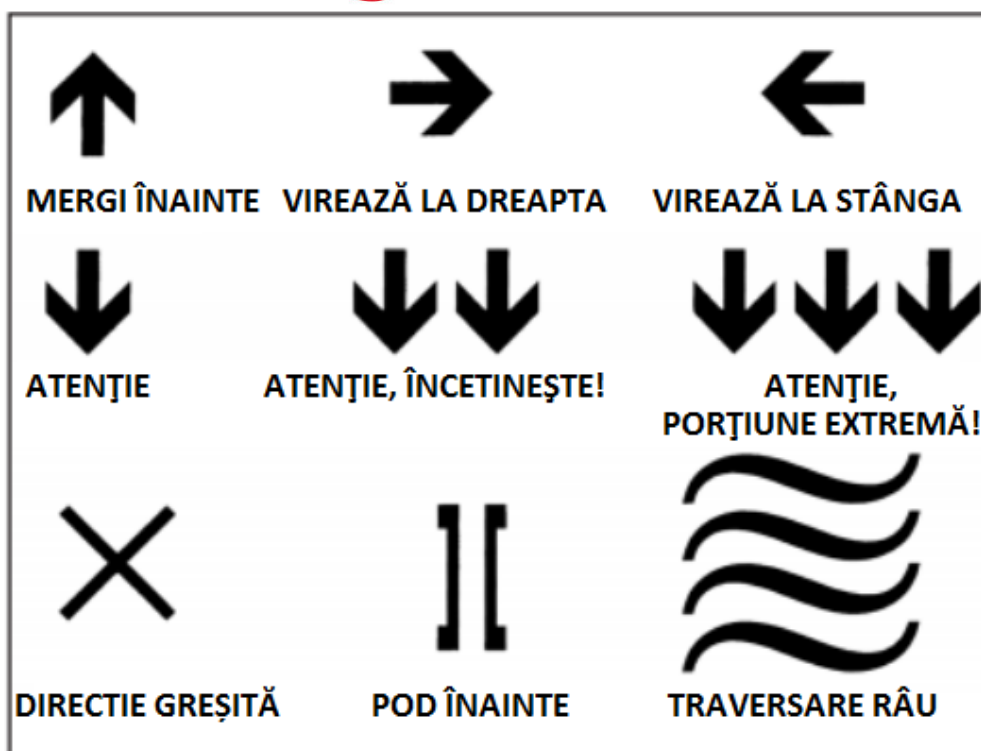 MERGI ÎNAINTE
VIREAZĂ LA DREAPTA
VIREAZĂ LA STÂNGA
ATENŢIE
ATENŢIE, ÎNCETINEŞTE!
ATENŢIE,
PORŢIUNE EXTREMĂ!
DIRECTIE GREȘITĂ
POD ÎNAINTE
TRAVERSARE RÂU